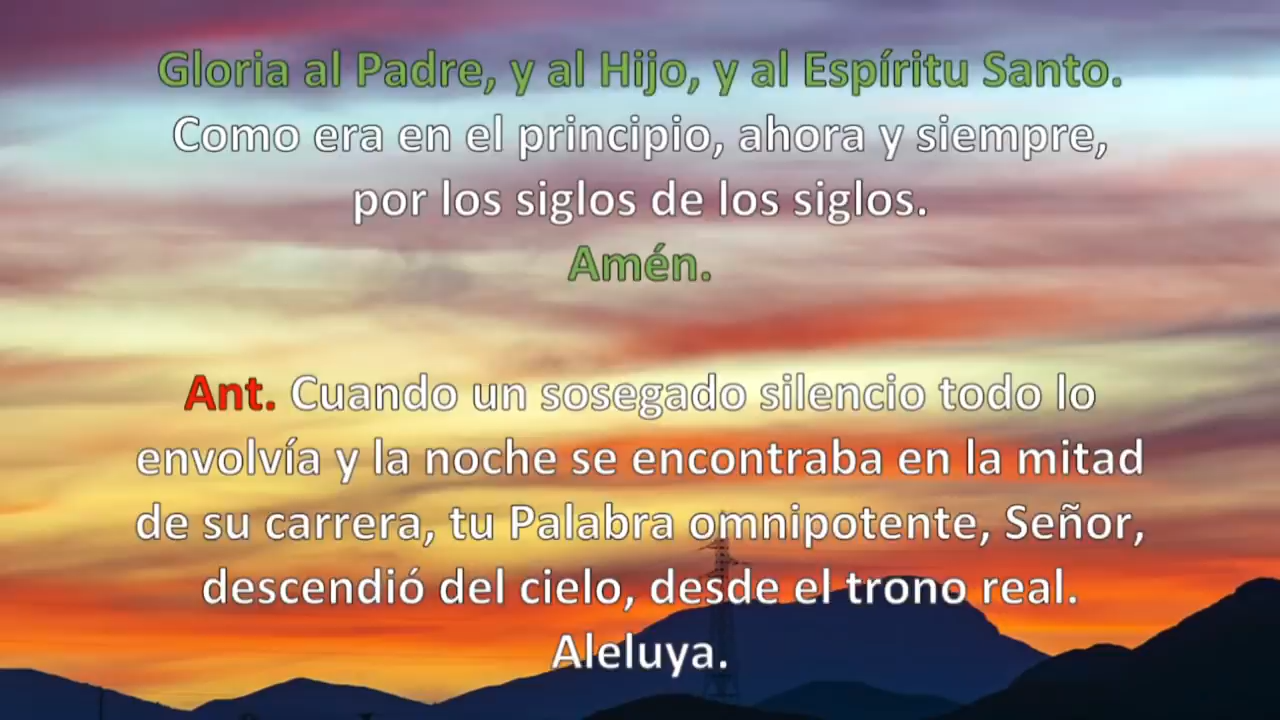 Gloria al Padre, y al Hijo, y al Espíritu Santo.
Como era en el principio, ahora y siempre,
por los siglos de los siglos.
Amén.
Ant. Cuando un sosegado silencio todo lo
envolvía y la noche se encontraba en la mitad
de su carrera, tu Palabra omnipotente, Señor,
descendió del cielo, desde el trono real.
Aleluya.